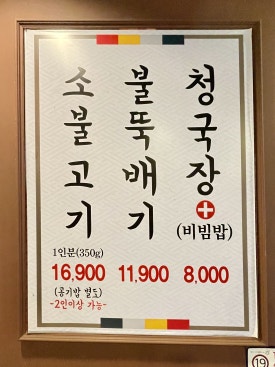 소불고기
1인분(350g)
16,900
(공기밥 별도)
-2인이상 가능-
불뚝배기
11,900
청국장+
(비빔밥)
8,000
19